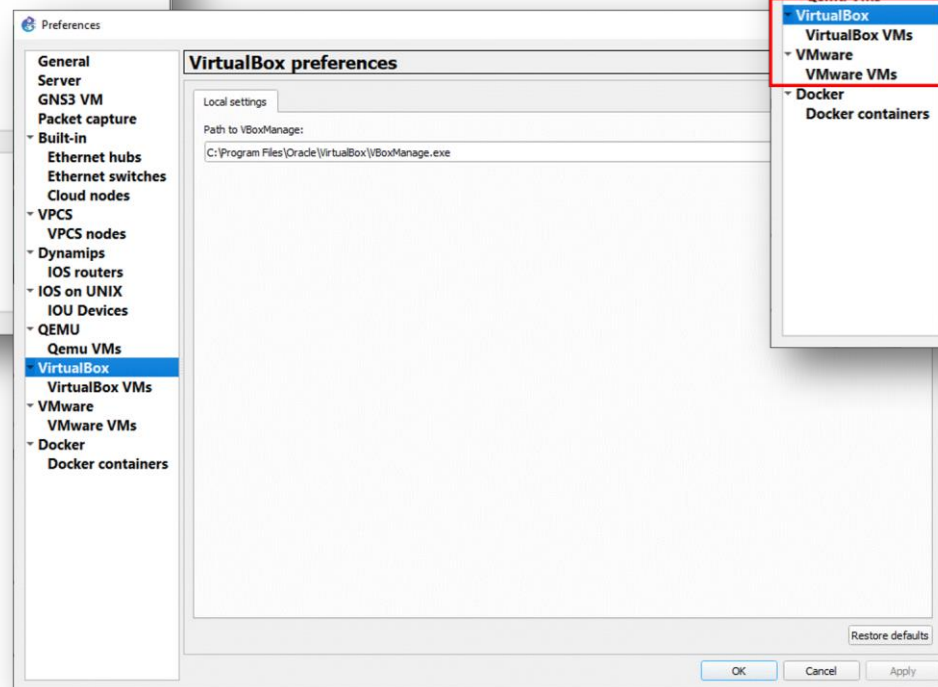 Preferences
General
Server
GNS3 VM
Packet capture
Built-in
Ethernet hubs
Ethernet switches
Cloud nodes
VPCS
VPCS nodes
Dynamips
IOS routers
IOS on UNIX
IOU Devices
QEMU
Qemu VMs
VirtualBox
VirtualBox VMs
VMware
VMware VMs
Docker
Docker containers
VirtualBox preferences
Local settings
Path to VBoxManage:
C:\Program Files\Oracle\VirtualBox\VBoxManage.exe
Restore defaults
OK
Cancel
Apply
VirtualBox
VirtualBox VMs
VMware
VMware VMs
Docker
Docker containers